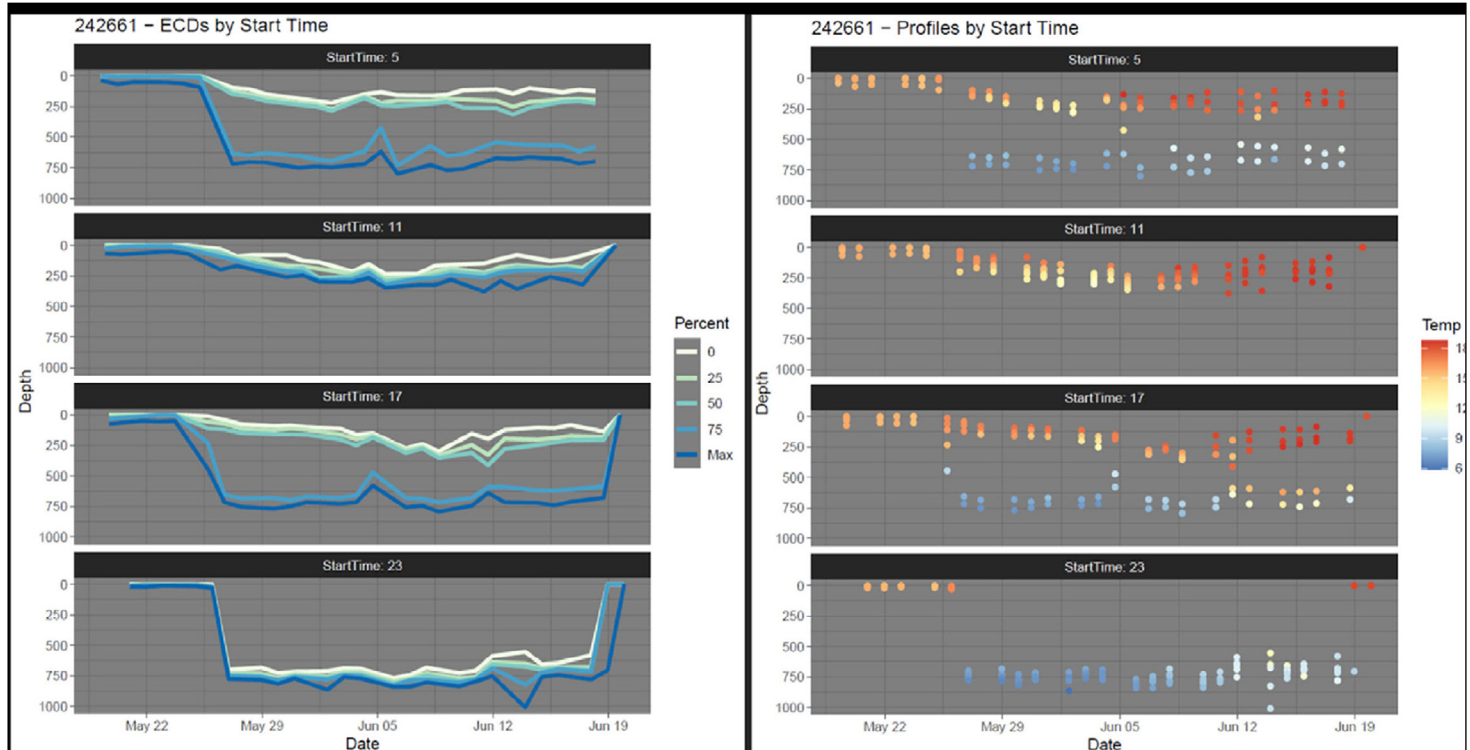 242661 – ECDs by Start Time
StartTime: 5
0
250
500
750
1000
StartTime: 11
0
250
500
750
1000
StartTime: 17
0
250
500
750
1000
StartTime: 23
0
250
500
750
1000
Depth
May 22
May 29
Jun 05
Jun 12
Jun 19
Date
Percent
0
25
50
75
Max
242661 – Profiles by Start Time
StartTime: 5
0
250
500
750
1000
StartTime: 11
0
250
500
750
1000
StartTime: 17
0
250
500
750
1000
StartTime: 23
0
250
500
750
1000
Depth
May 22
May 29
Jun 05
Jun 12
Jun 19
Date
Temp
18
9
6